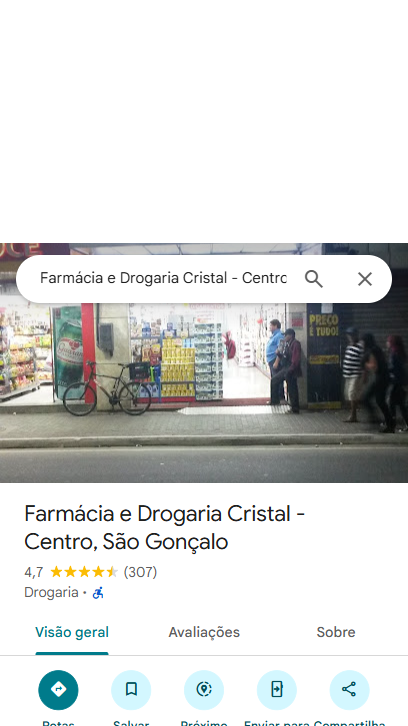 Farmácia e Drogaria Cristal - Centro
PREÇO
É TUDO!
Farmácia e Drogaria Cristal -
Centro, São Gonçalo
4,7 (307)
Drogaria ·
Visão geral Avaliações Sobre
Rotas Salvar Próximo Enviar para Compartilha